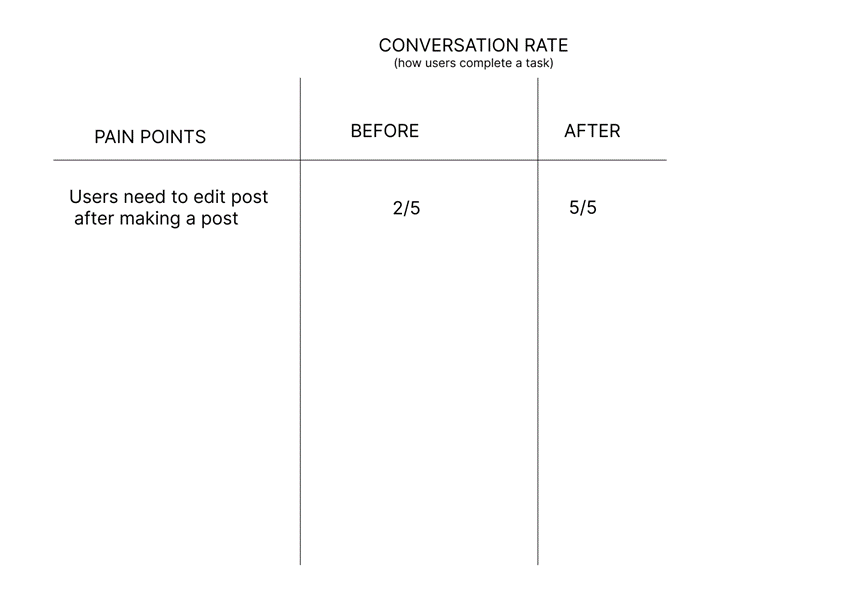 CONVERSATION RATE
(how users complete a task)
PAIN POINTS
BEFORE
AFTER
Users need to edit post
after making a post
2/5
5/5